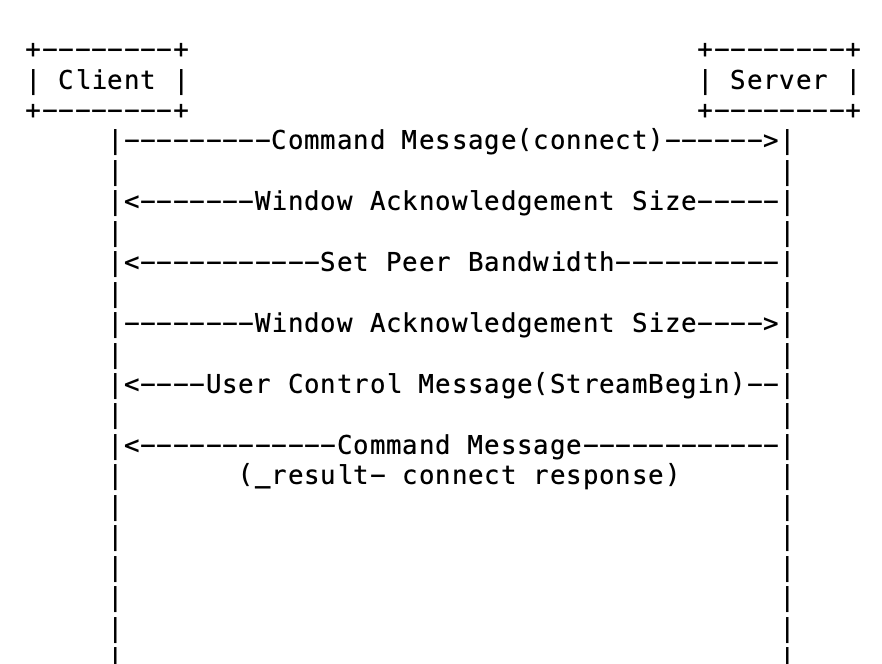 +--------+ +--------+
| Client | | Server |
+--------+ +--------+
|---------Command Message(connect)------>|
| |
|<-------Window Acknowledgement Size-----|
| |
|<-----------Set Peer Bandwidth----------|
| |
|--------Window Acknowledgement Size---->|
| |
|<----User Control Message(StreamBegin)--|
| |
|<------------Command Message------------|
| (_result- connect response) |
| |
| |
| |
| |
| |
| |